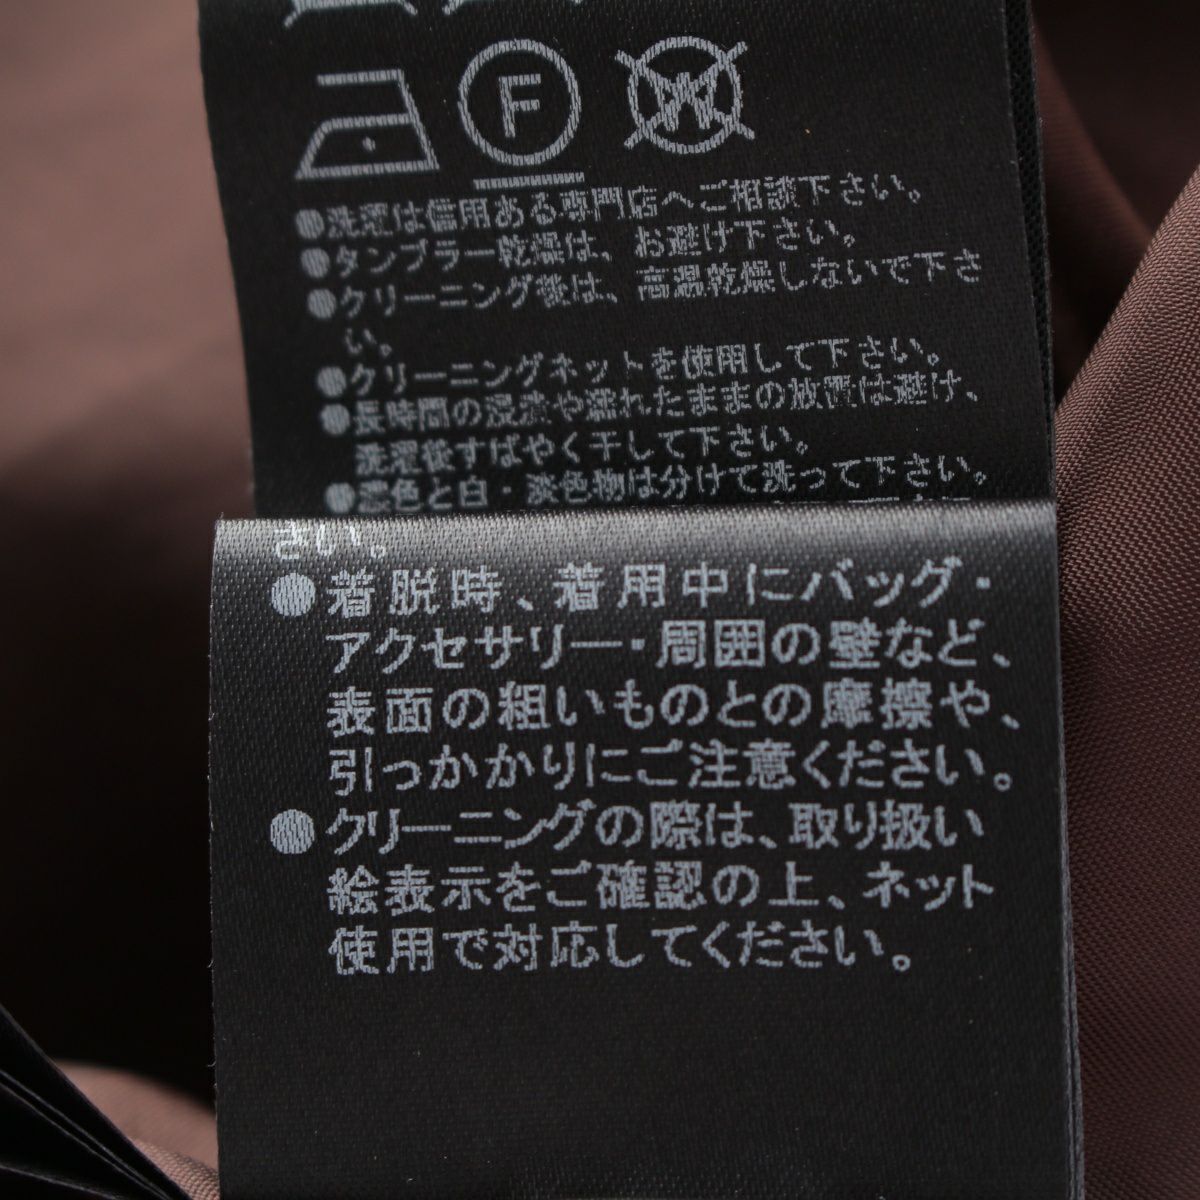 F
W
●洗濯は信用ある専門店へご相談下さい。
●タンブラー乾燥は、お避け下さい。
●クリーニング後は、高温乾燥しないで下さ
い。
●クリーニングネットを使用して下さい。
●長時間の浸漬や濡れたままの放置は避け、
洗濯後すばやく干して下さい。
●濃色と白・淡色物は分けて洗って下さい。
さい。
●着脱時、着用中にバッグ・
アクセサリー・周囲の壁など、
表面の粗いものとの摩擦や、
引っかかりにご注意ください。
●クリーニングの際は、取り扱い
絵表示をご確認の上、ネット
使用で対応してください。